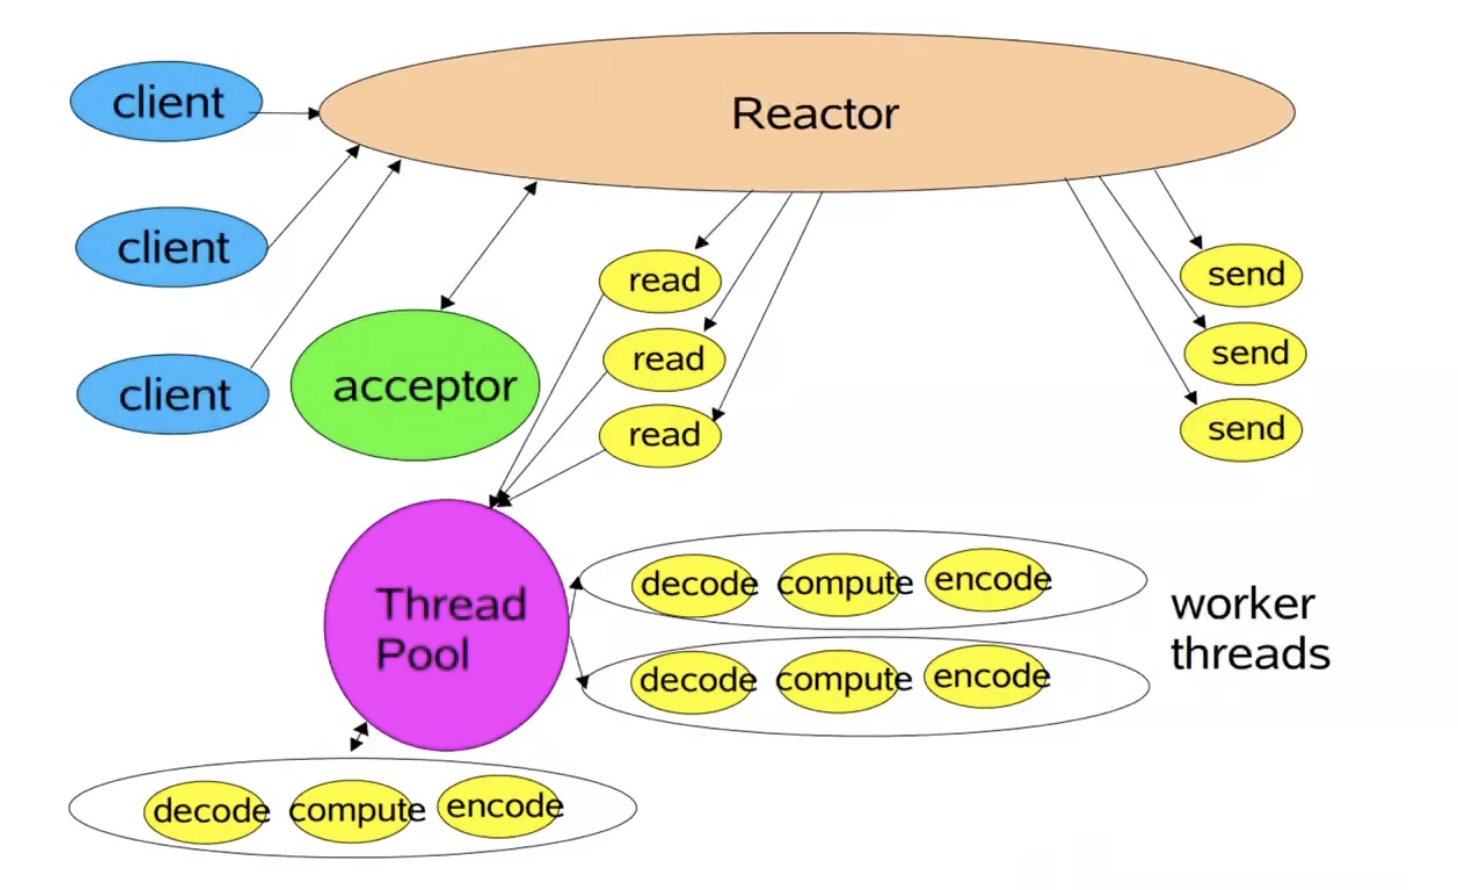 client
Reactor
client
client
acceptor
read
read
read
send
send
send
Thread
Pool
decode compute encode
decode compute encode
worker
threads
decode compute encode